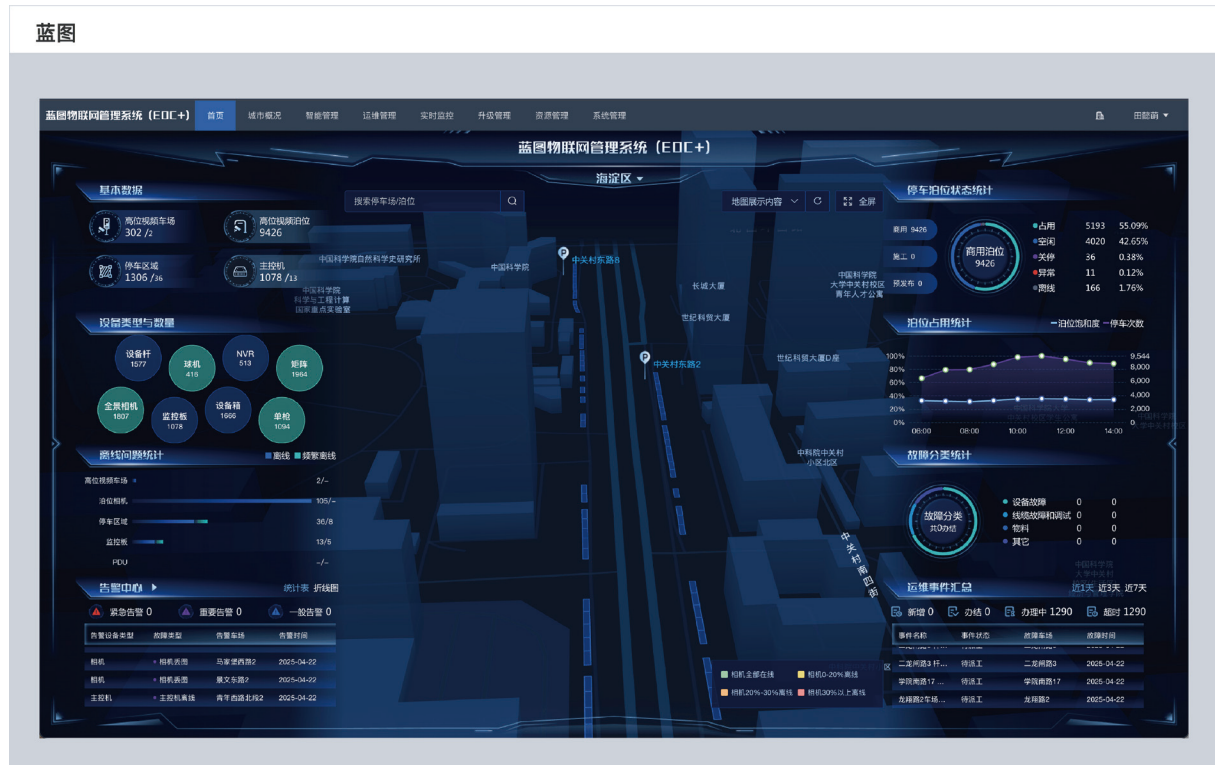 蓝图
蓝图物联网管理系统（EOC+） 首页 城市概况 智能管理 运维管理 实时监控 升级管理 资源管理 系统管理
蓝图物联网管理系统（EOC+）
海淀区
基本数据
高位视频车场 302 /2
高位视频泊位 9426
停车区域 1306 /36
主控机 1078 /13
搜索停车场/泊位
地图展示内容 全屏
停车泊位状态统计
商用 9426
施工 0
预发布 0
商用泊位 9426
占用 5193 55.09%
空闲 4020 42.65%
关停 36 0.38%
异常 11 0.12%
离线 166 1.76%
中国科学院自然科学史研究所
中国科学院
中国科学院
科学与工程计算
国家重点实验室
中关村东路8
长城大厦
中国科学院
大学中关村校区
青年人才公寓
世纪科贸大厦
世纪科贸大厦D座
中关村东路2
中科院中关村
小区北区
中关村南四街
设备类型与数量
设备杆 1577
球机 416
NVR 513
矩阵 1964
全景相机 1807
监控板 1078
设备箱 1666
单枪 1094
泊位占用统计 泊位饱和度 停车次数
100% 9,544
80% 8,000
60% 6,000
40% 4,000
20% 2,000
0% 0
06:00 08:00 10:00 12:00 14:00
离线问题统计 离线 频繁离线
高位视频车场 2/-
泊位相机 105/-
停车区域 36/8
监控板 13/5
PDU -/-
故障分类统计
故障分类 共0办结
设备故障 0 0
线缆故障和调试 0 0
物料 0 0
其它 0 0
中国科学院
大学中关村
告警中心 统计表 折线图
紧急告警 0 重要告警 0 一般告警 0
告警设备类型 故障类型 告警车场 告警时间
相机 相机丢图 马家堡西路2 2025-04-22
相机 相机丢图 景文东路2 2025-04-22
主控机 主控机离线 青年西路北段2 2025-04-22
相机全部在线 相机0-20%离线
相机20%-30%离线 相机30%以上离线
运维事件汇总 近1天 近3天 近7天
新增 0 办结 0 办理中 1290 超时 1290
事件名称 事件状态 故障车场 故障时间
二龙闸路3 杆... 待派工 二龙闸路3 2025-04-22
学院南路17 ... 待派工 学院南路17 2025-04-22
龙翔路2车场... 待派工 龙翔路2 2025-04-22